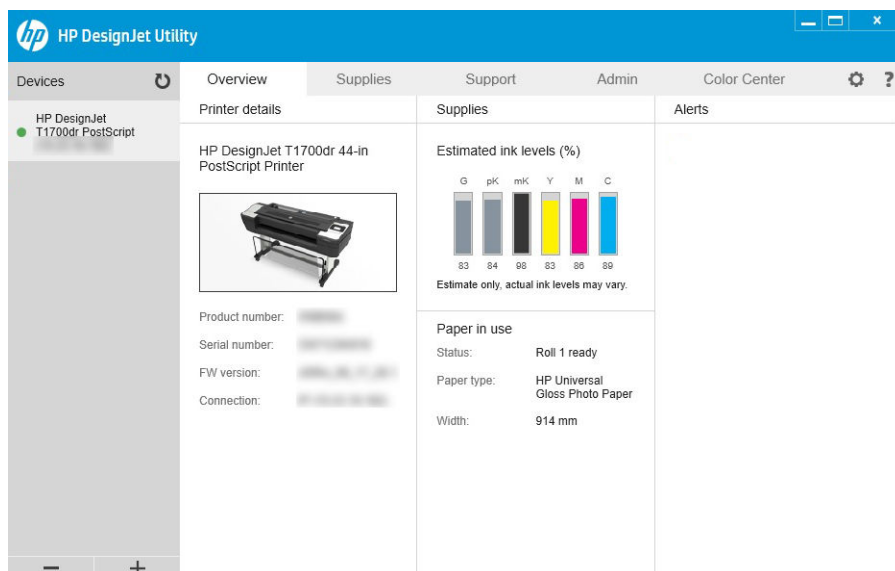 hp HP DesignJet Utility
Devices
Overview Supplies Support Admin Color Center ?
HP DesignJet
T1700dr PostScript
Printer details
HP DesignJet T1700dr 44-in
PostScript Printer
Product number:
Serial number:
FW version:
Connection:
Supplies
Estimated ink levels (%)
G pK mK Y M C
83 84 98 83 86 89
Estimate only, actual ink levels may vary.
Paper in use
Status: Roll 1 ready
Paper type: HP Universal
Gloss Photo Paper
Width: 914 mm
Alerts